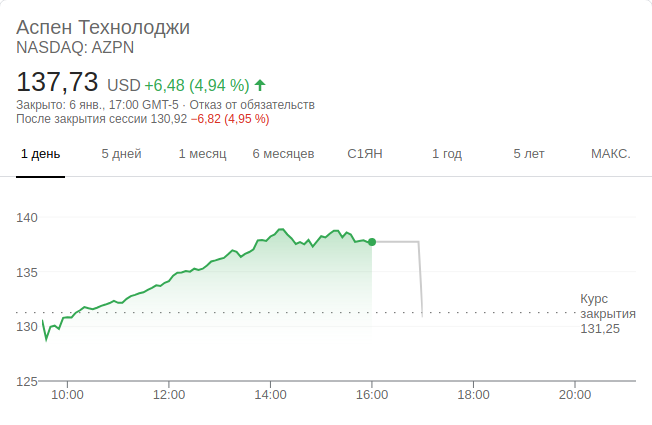 Аспен Технолоджи
NASDAQ: AZPN
137,73 USD +6,48 (4,94 %)
Закрыто: 6 янв., 17:00 GMT-5 · Отказ от обязательств
После закрытия сессии 130,92 −6,82 (4,95 %)
1 день 5 дней 1 месяц 6 месяцев С1ЯН 1 год 5 лет МАКС.
140
135
130
125
Курс
закрытия
131,25
10:00 12:00 14:00 16:00 18:00 20:00